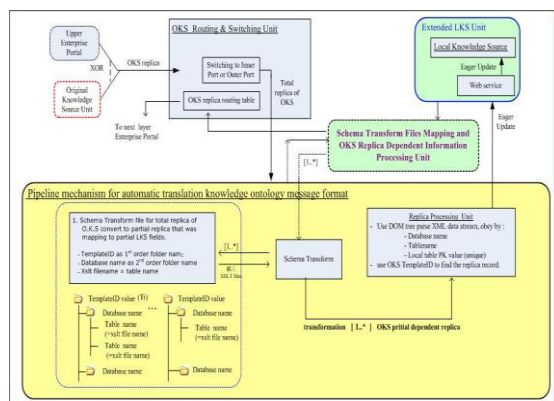 Upper
Enterprise
Portal
XOR
OKS replica
Original
Knowledge
Source Unit
OKS Routing & Switching Unit
Switching to Inner
Port or Outer Port
OKS replica routing table
To next layer
Enterprise Portal
Total
replica of
OKS
Extended LKS Unit
Local Knowledge Source
Eager Update
Web service
Eager
Update
Schema Transform Files Mapping and
OKS Replica Dependent Information
Processing Unit
[1..*]
Pipeline mechanism for automatic translation knowledge ontology message format
1. Schema Transform file for total replica of
O.K.S convert to partial replica that was
mapping to partial LKS fields.
- TemplateID as 1st order folder nam;
- Database name as 2nd order folder name
- Xslt filename = table name
[1..*]
XSLT files
Schema Transform
Replica Processing Unit
- Use DOM tree parse XML data stream, obey by :
- Database name
- Tablename
- Local table PK value (unique)
- use OKS TemplateID to find the replica record.
TemplateID value (Ti) ... TemplateID value
Database name Database name
Table name Table name
(=xslt file name) (=xslt file name)
Table name
(=xslt file name)
Database name Database name
transformation [1..*] OKS pritial dependent replica